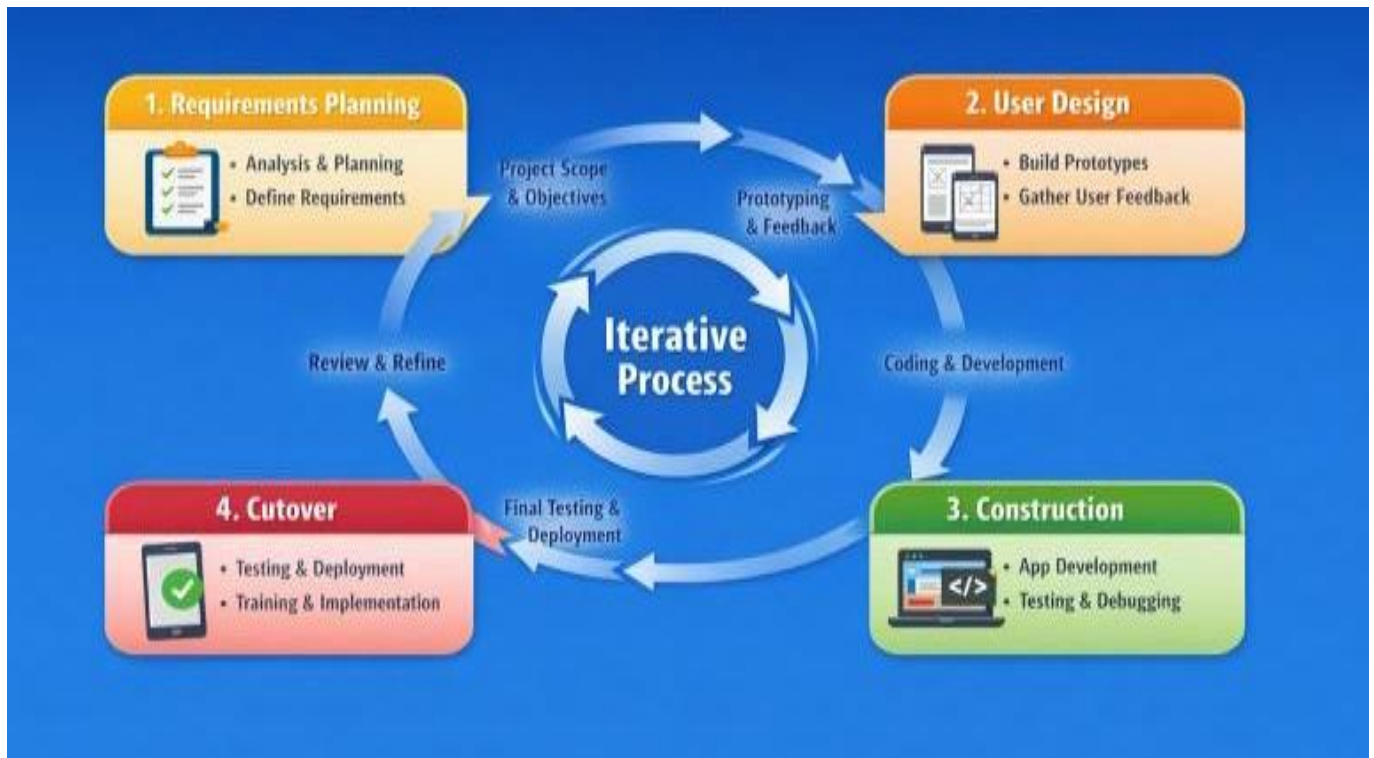 1. Requirements Planning
• Analysis & Planning
• Define Requirements
Project Scope
& Objectives
Prototyping
& Feedback
2. User Design
• Build Prototypes
• Gather User Feedback
Iterative
Process
Review & Refine
Coding & Development
4. Cutover
• Testing & Deployment
• Training & Implementation
Final Testing &
Deployment
3. Construction
</>
• App Development
• Testing & Debugging